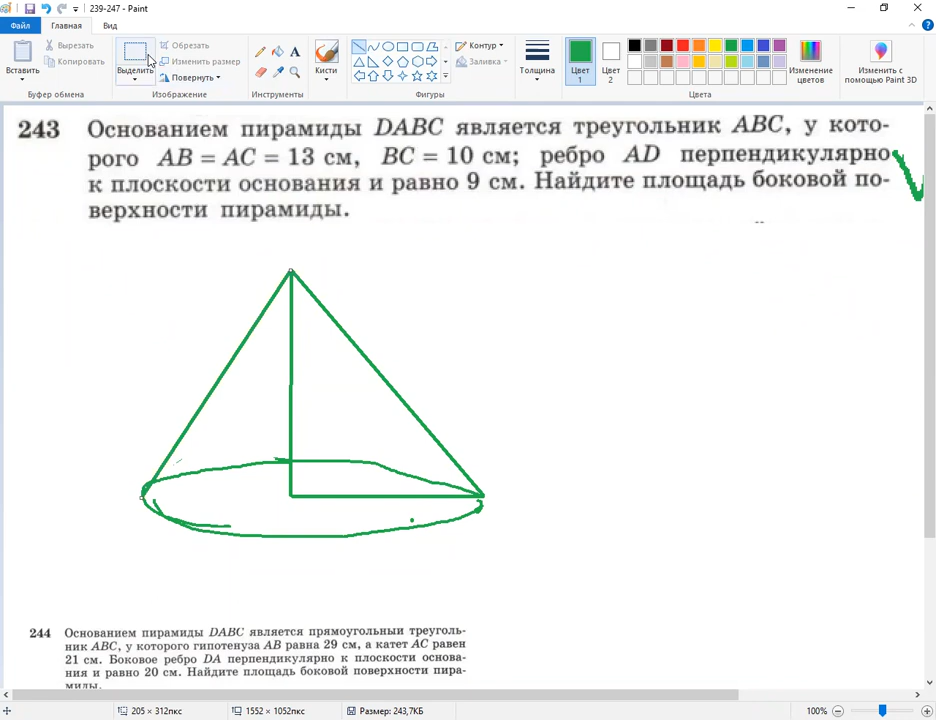 239-247 - Paint
Файл Главная Вид
Вставить
Вырезать
Копировать
Буфер обмена
Выделить
Обрезать
Изменить размер
Повернуть
Изображение
A
Инструменты
Кисти
Контур
Заливка
Фигуры
Толщина
Цвет 1
Цвет 2
Цвета
Изменение цветов
Изменить с помощью Paint 3D
243 Основанием пирамиды DABC является треугольник ABC, у кото-
рого AB = AC = 13 см, BC = 10 см; ребро AD перпендикулярно
к плоскости основания и равно 9 см. Найдите площадь боковой по-
верхности пирамиды.
244 Основанием пирамиды DABC является прямоугольный треуголь-
ник ABC, у которого гипотенуза AB равна 29 см, а катет AC равен
21 см. Боковое ребро DA перпендикулярно к плоскости основа-
ния и равно 20 см. Найдите площадь боковой поверхности пира-
миды.
205 × 312пкс
1552 × 1052пкс
Размер: 243,7КБ
100%